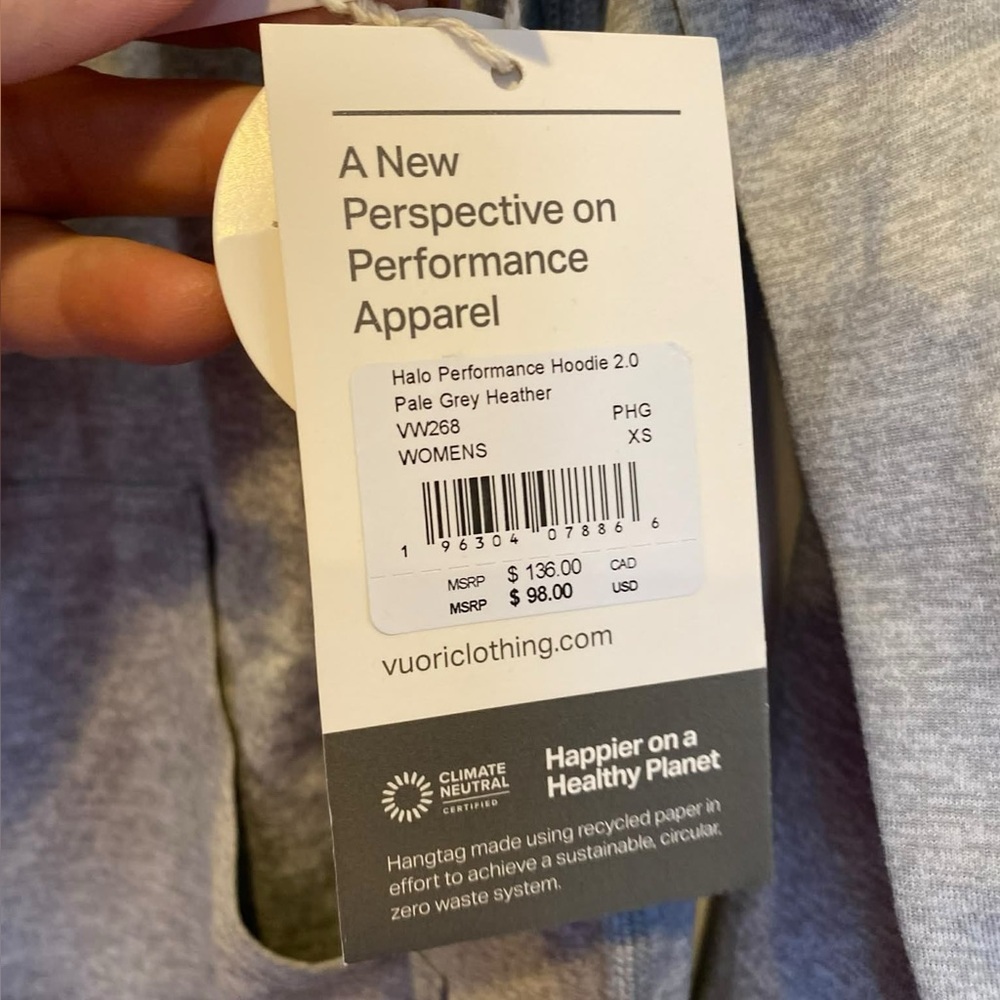 A New
Perspective on
Performance
Apparel
Halo Performance Hoodie 2.0
Pale Grey Heather
VW268 PHG
WOMENS XS
1 96304 07886 6
MSRP $ 136.00 CAD
MSRP $ 98.00 USD
vuoriclothing.com
CLIMATE
NEUTRAL
CERTIFIED
Happier on a
Healthy Planet
Hangtag made using recycled paper in
effort to achieve a sustainable, circular,
zero waste system.